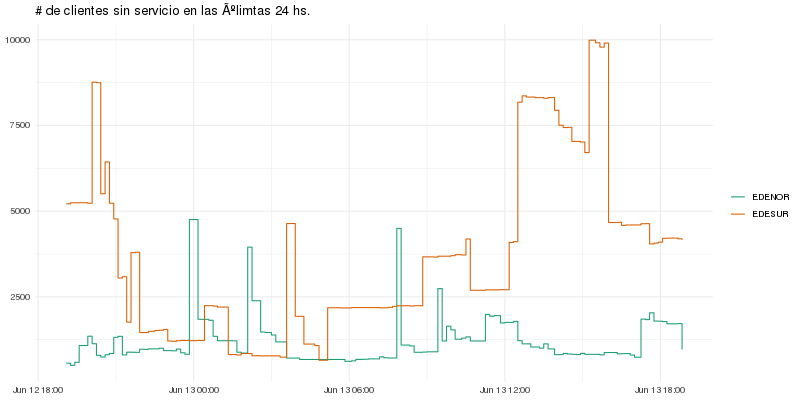 # de clientes sin servicio en las Ãºlimtas 24 hs.
10000
7500
5000
2500
Jun 12 18:00
Jun 13 00:00
Jun 13 06:00
Jun 13 12:00
Jun 13 18:00
EDENOR
EDESUR